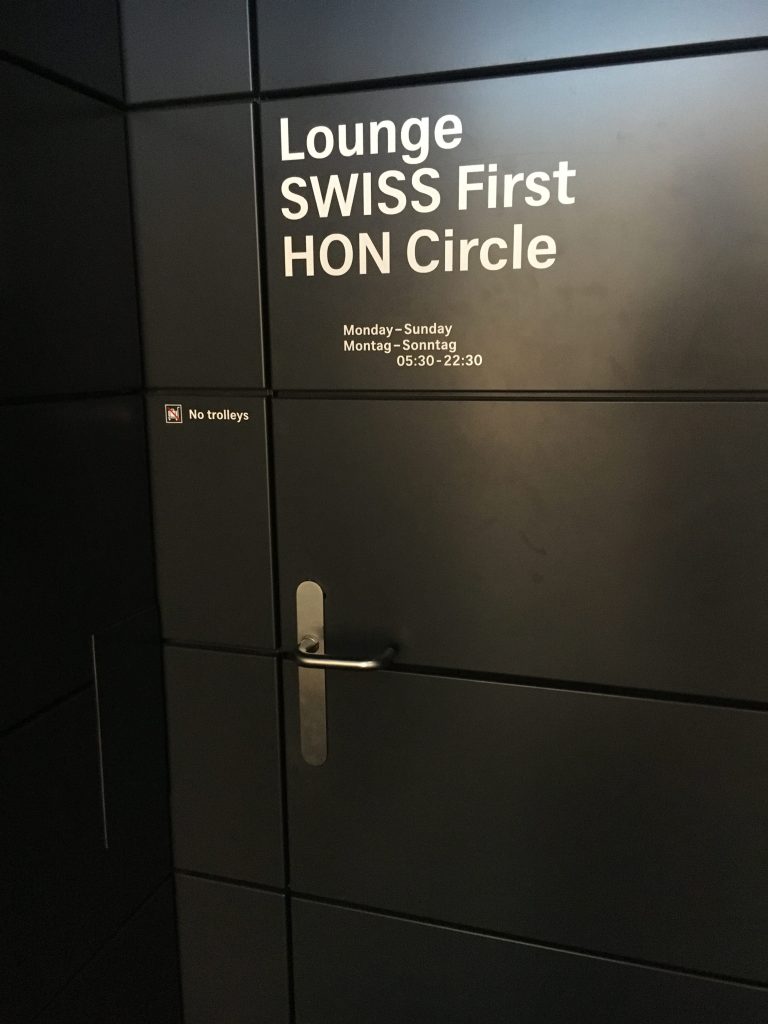 Lounge
SWISS First
HON Circle
Monday–Sunday
Montag–Sonntag
05:30-22:30
No trolleys